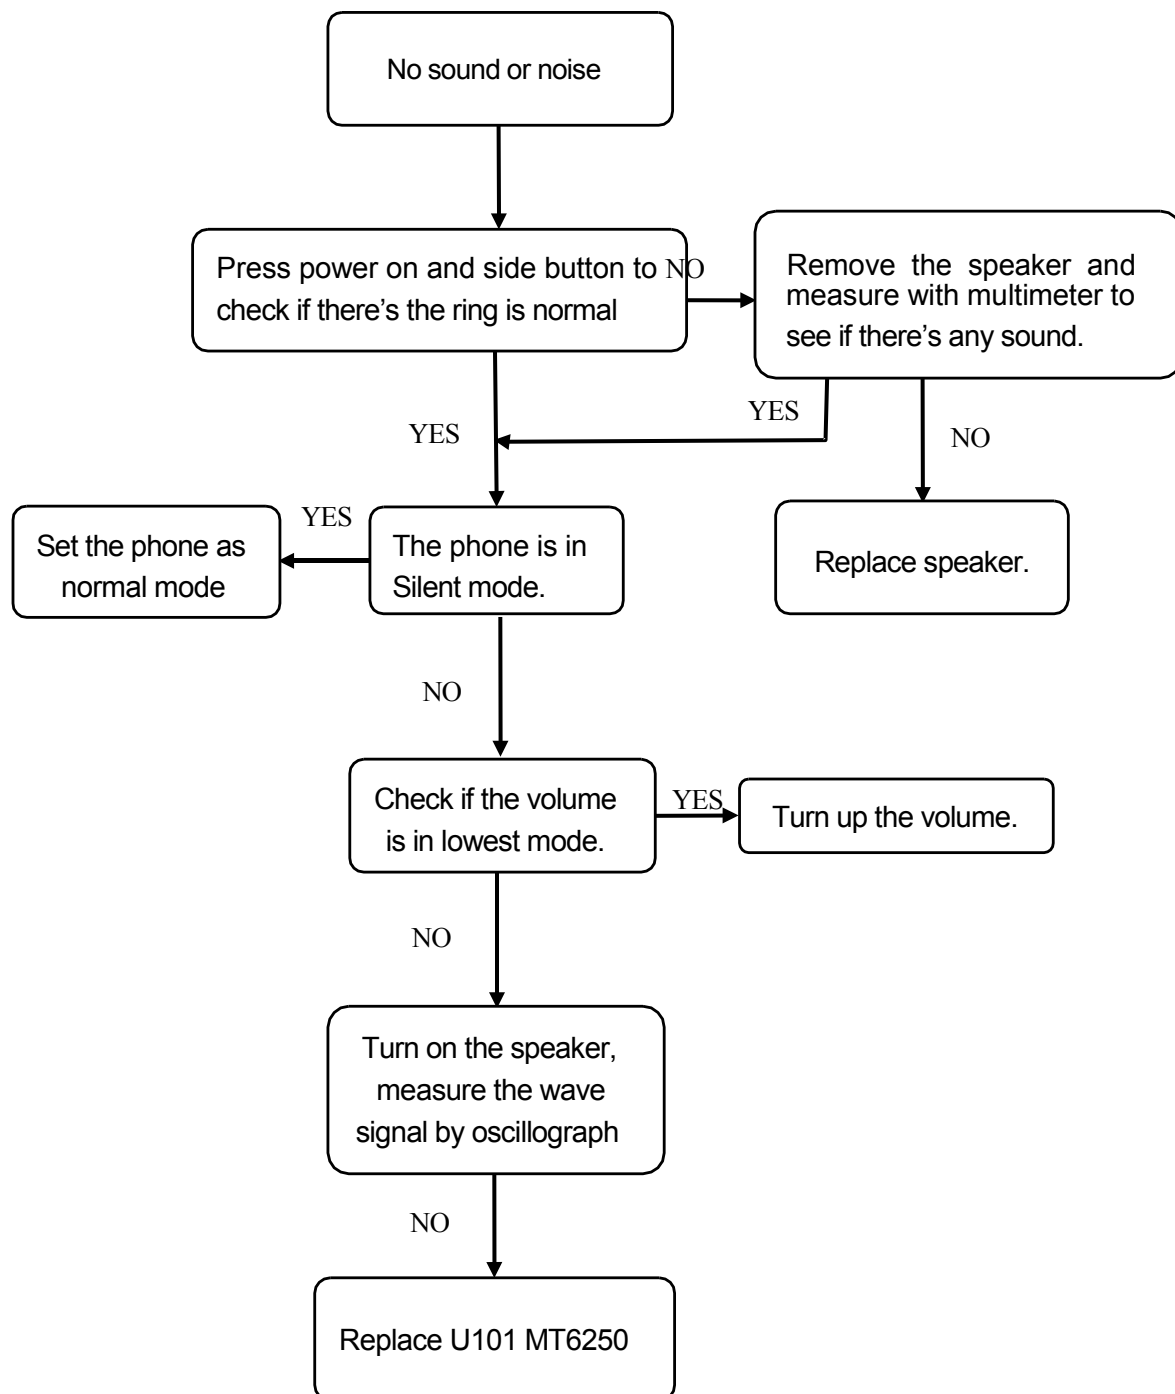 No sound or noise
Press power on and side button to
check if there's the ring is normal
NO
Remove the speaker and
measure with multimeter to
see if there's any sound.
YES
YES
NO
Set the phone as
normal mode
YES
The phone is in
Silent mode.
Replace speaker.
NO
Check if the volume
is in lowest mode.
YES
Turn up the volume.
NO
Turn on the speaker,
measure the wave
signal by oscillograph
NO
Replace U101 MT6250